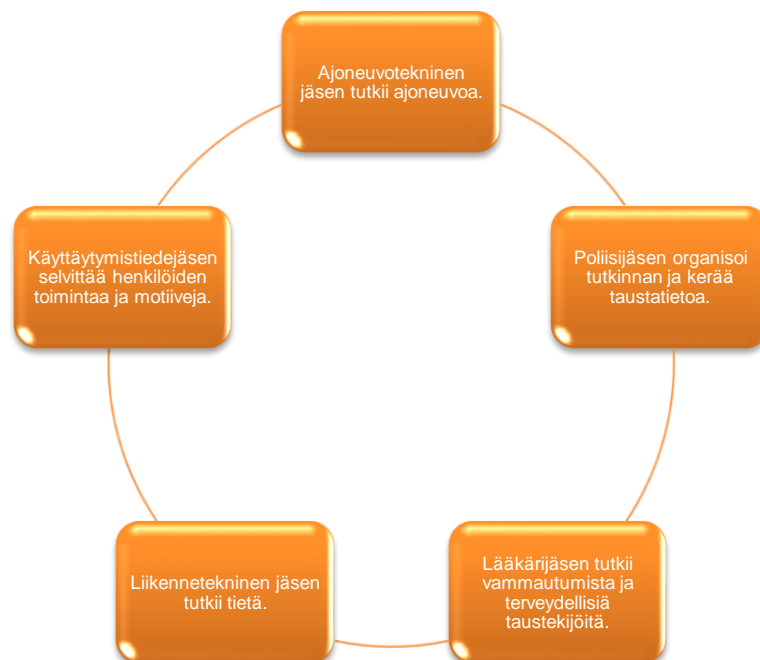 Ajoneuvotekninen
jäsen tutkii ajoneuvoa.
Poliisijäsen organisoi
tutkinnan ja kerää
taustatietoa.
Lääkärijäsen tutkii
vammautumista ja
terveydellisiä
taustekijöitä.
Liikennetekninen jäsen
tutkii tietä.
Käyttäytymistiedejäsen
selvittää henkilöiden
toimintaa ja motiiveja.